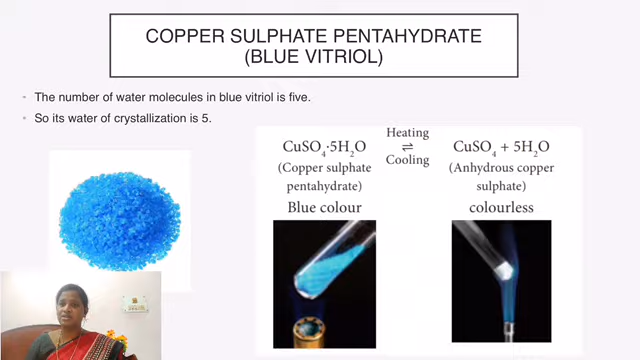 COPPER SULPHATE PENTAHYDRATE
(BLUE VITRIOL)
The number of water molecules in blue vitriol is five.
So its water of crystallization is 5.
CuSO₄·5H₂O
(Copper sulphate
pentahydrate)
Blue colour
Heating
⇌
Cooling
CuSO₄ + 5H₂O
(Anhydrous copper
sulphate)
colourless